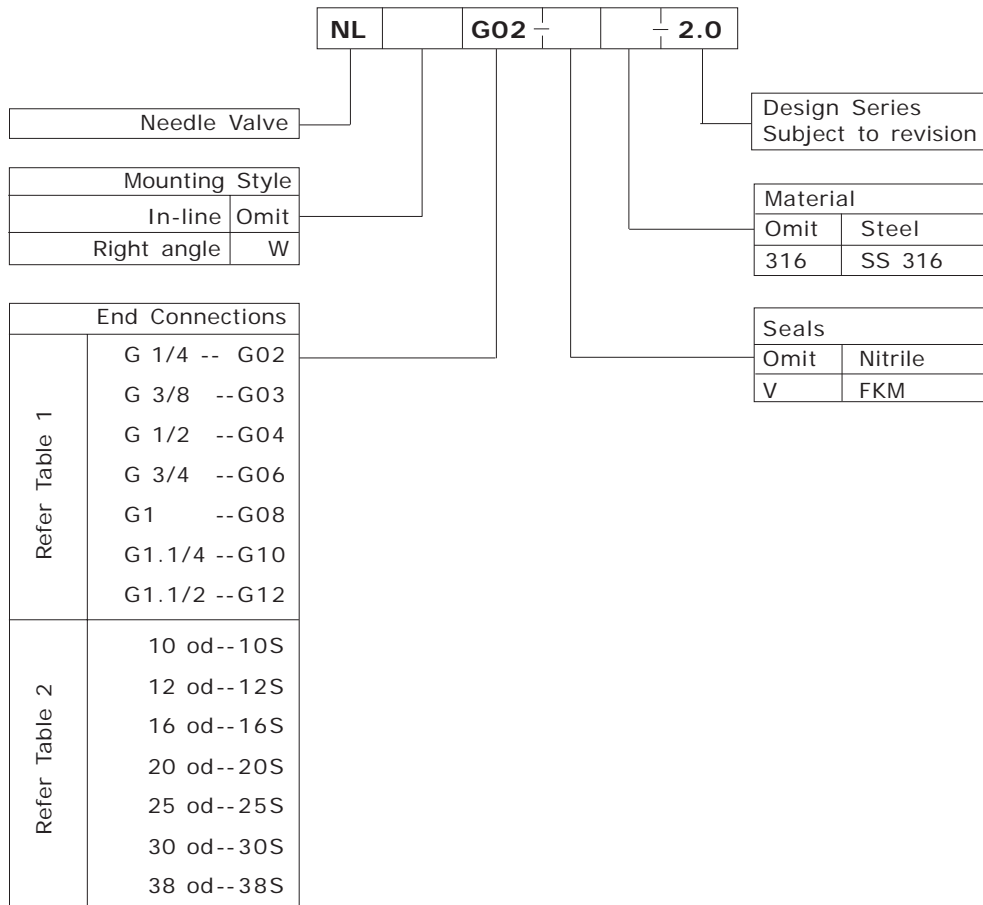 NL G02 - - 2.0
Needle Valve
Design Series
Subject to revision
Mounting Style
In-line Omit
Right angle W
Material
Omit Steel
316 SS 316
End Connections
Refer Table 1
G 1/4 -- G02
G 3/8 --G03
G 1/2 --G04
G 3/4 --G06
G1 --G08
G1.1/4 --G10
G1.1/2 --G12
Seals
Omit Nitrile
V FKM
Refer Table 2
10 od--10S
12 od--12S
16 od--16S
20 od--20S
25 od--25S
30 od--30S
38 od--38S